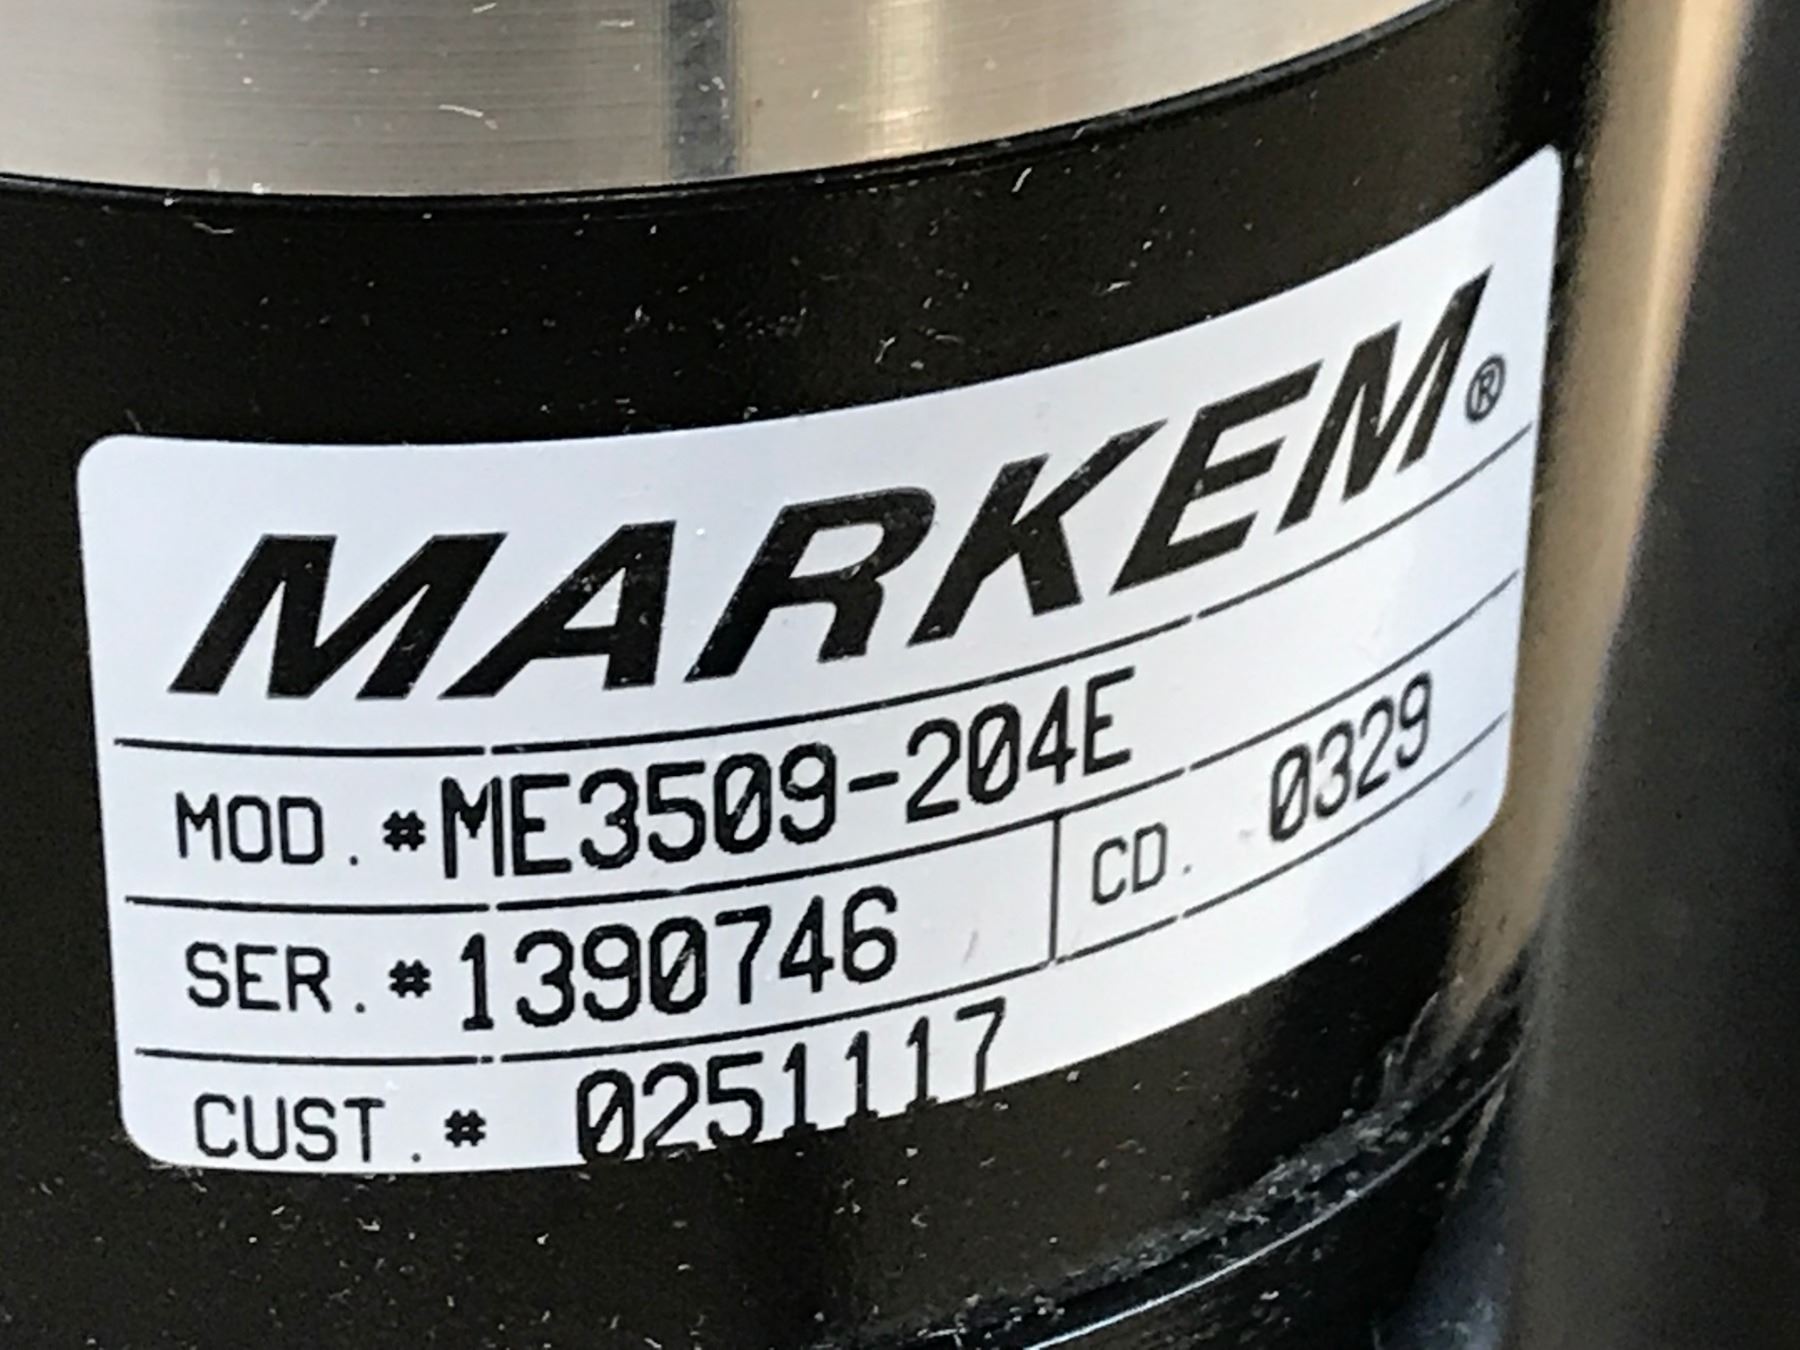 MARKEM®
MOD. #ME3509-204E
SER. #1390746 CD. 0329
CUST. # 0251117